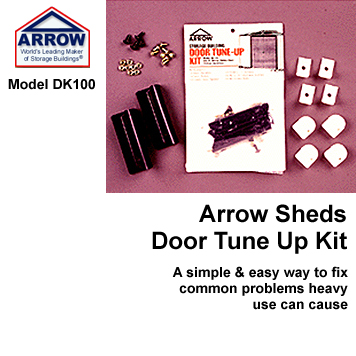 ARROW
World's Leading Maker
of Storage Buildings®
Model DK100
ARROW
STORAGE BUILDING
DOOR TUNE-UP
KIT
Arrow Sheds
Door Tune Up Kit
A simple & easy way to fix
common problems heavy
use can cause